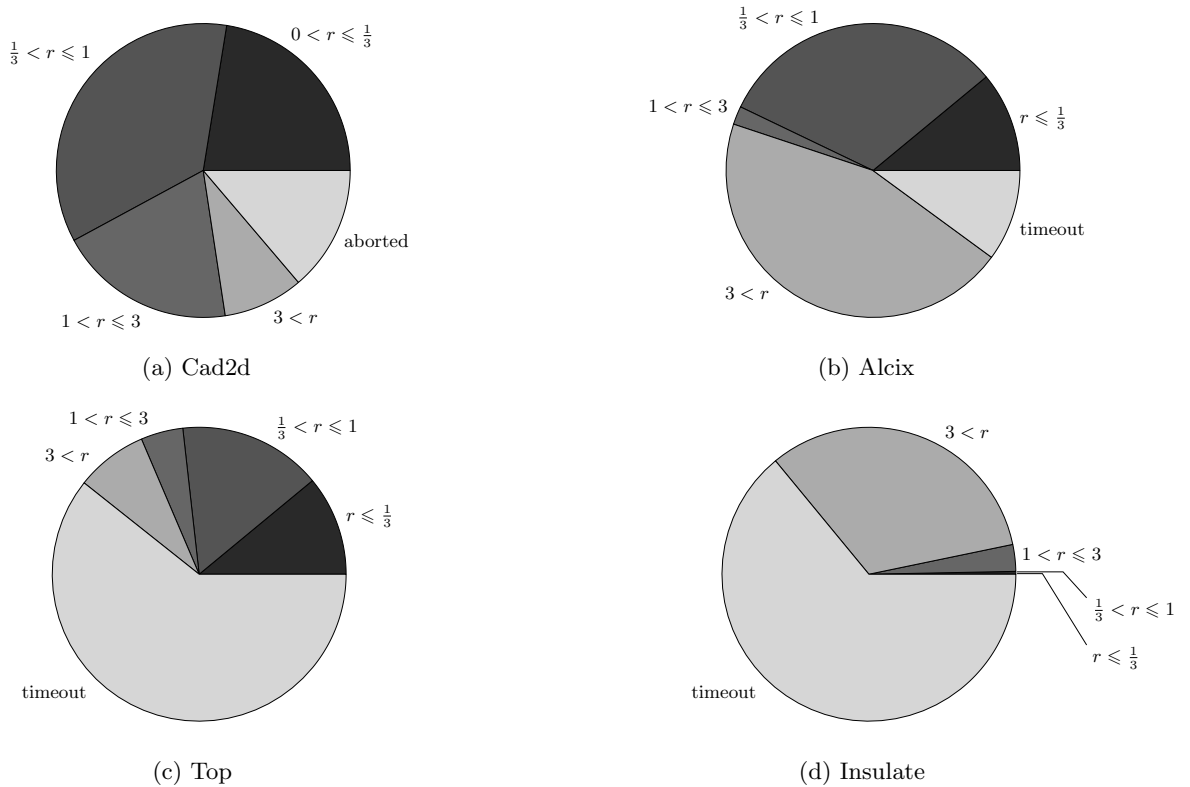 1/3 < r ⩽ 1
0 < r ⩽ 1/3
1 < r ⩽ 3
3 < r
aborted
(a) Cad2d
1/3 < r ⩽ 1
1 < r ⩽ 3
r ⩽ 1/3
timeout
3 < r
(b) Alcix
1 < r ⩽ 3
1/3 < r ⩽ 1
3 < r
r ⩽ 1/3
timeout
(c) Top
3 < r
1 < r ⩽ 3
1/3 < r ⩽ 1
r ⩽ 1/3
timeout
(d) Insulate